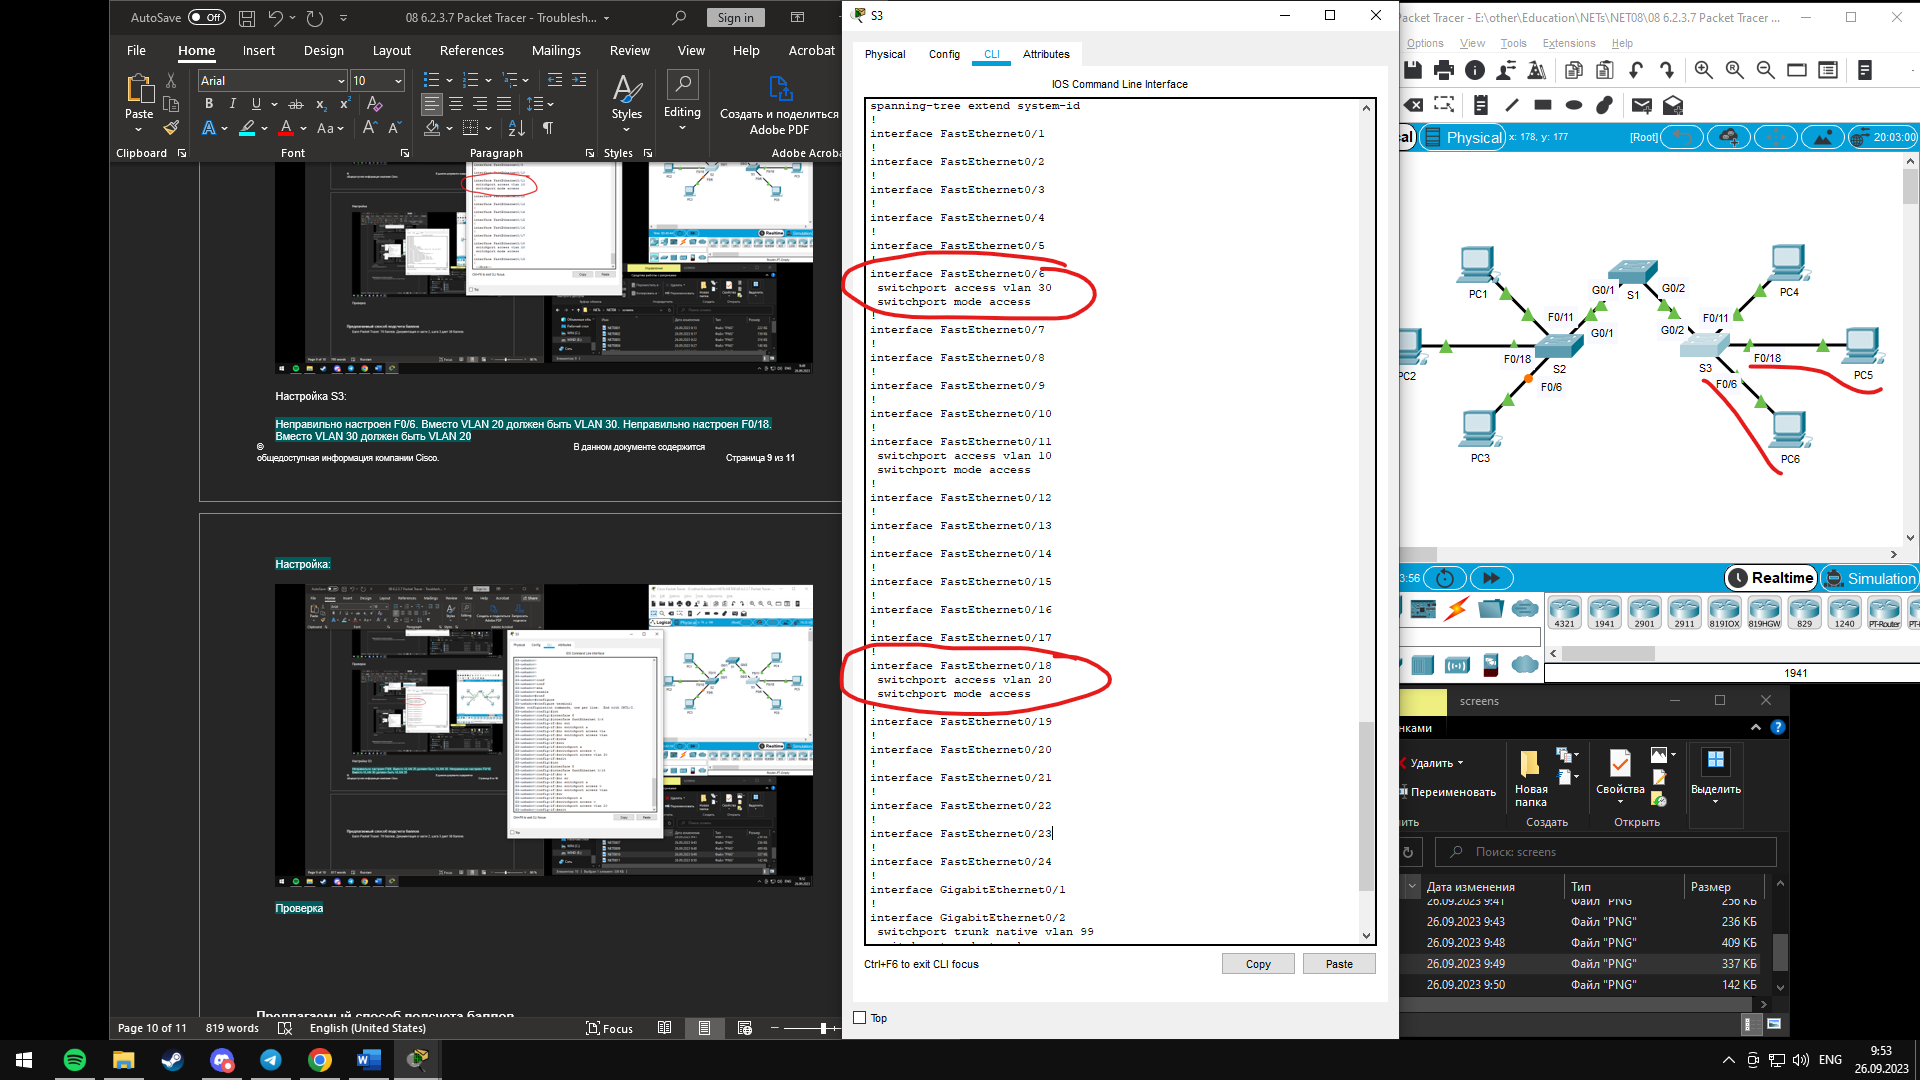 AutoSave Off
08 6.2.3.7 Packet Tracer - Troublesh...
Sign in
File Home Insert Design Layout References Mailings Review View Help Acrobat
Arial 10
Paste
Styles
Editing
Создать и поделиться
Adobe PDF
Clipboard Font Paragraph Styles Adobe Acroba
Настройка S3:
Неправильно настроен F0/6. Вместо VLAN 20 должен быть VLAN 30. Неправильно настроен F0/18.
Вместо VLAN 30 должен быть VLAN 20
© В данном документе содержится
общедоступная информация компании Cisco. Страница 9 из 11
Настройка:
Проверка
Предлагаемый способ подсчета баллов
Page 10 of 11 819 words English (United States) Focus
S3
Physical Config CLI Attributes
IOS Command Line Interface
spanning-tree extend system-id
!
interface FastEthernet0/1
!
interface FastEthernet0/2
!
interface FastEthernet0/3
!
interface FastEthernet0/4
!
interface FastEthernet0/5
!
interface FastEthernet0/6
switchport access vlan 30
switchport mode access
!
interface FastEthernet0/7
!
interface FastEthernet0/8
!
interface FastEthernet0/9
!
interface FastEthernet0/10
!
interface FastEthernet0/11
switchport access vlan 10
switchport mode access
!
interface FastEthernet0/12
!
interface FastEthernet0/13
!
interface FastEthernet0/14
!
interface FastEthernet0/15
!
interface FastEthernet0/16
!
interface FastEthernet0/17
!
interface FastEthernet0/18
switchport access vlan 20
switchport mode access
!
interface FastEthernet0/19
!
interface FastEthernet0/20
!
interface FastEthernet0/21
!
interface FastEthernet0/22
!
interface FastEthernet0/23
!
interface FastEthernet0/24
!
interface GigabitEthernet0/1
!
interface GigabitEthernet0/2
switchport trunk native vlan 99
Ctrl+F6 to exit CLI focus
Copy Paste
Top
Packet Tracer - E:\other\Education\NETs\NET08\08 6.2.3.7 Packet Tracer ...
Options View Tools Extensions Help
Physical x: 178, y: 177 [Root] 20:03:00
PC1
G0/1
S1
G0/2
PC4
F0/11
G0/1
G0/2
F0/11
PC2
F0/18
S2
F0/6
S3
F0/6
F0/18
PC5
PC3
PC6
3:56
Realtime Simulation
4321 1941 2901 2911 819IOX 819HGW 829 1240 PT-Router
1941
screens
нками
Удалить
Переименовать
Новая
папка
Создать
Свойства
Открыть
Выделить
Поиск: screens
Дата изменения Тип Размер
26.09.2023 9:41 Файл "PNG" 256 КБ
26.09.2023 9:43 Файл "PNG" 236 КБ
26.09.2023 9:48 Файл "PNG" 409 КБ
26.09.2023 9:49 Файл "PNG" 337 КБ
26.09.2023 9:50 Файл "PNG" 142 КБ
ENG
9:53
26.09.2023